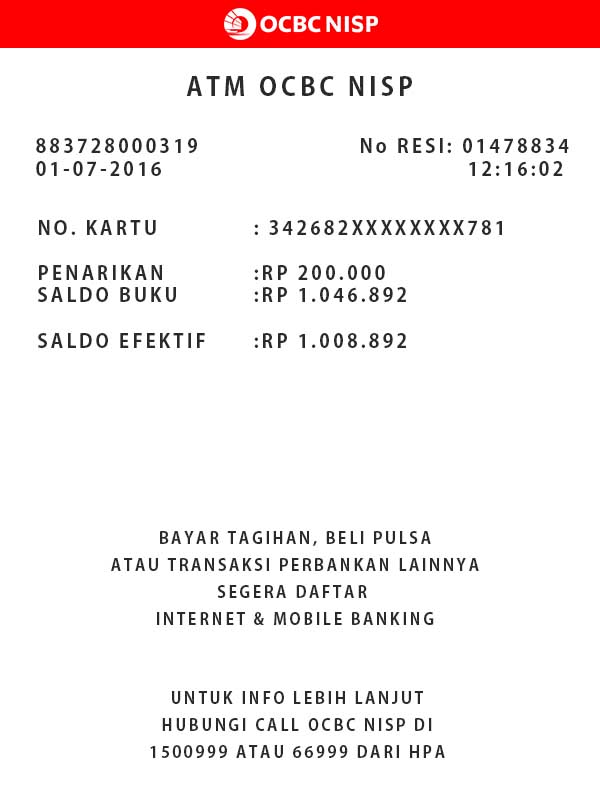 OCBC NISP
ATM OCBC NISP
883728000319 No RESI: 01478834
01-07-2016 12:16:02
NO. KARTU : 342682XXXXXXXX781
PENARIKAN :RP 200.000
SALDO BUKU :RP 1.046.892
SALDO EFEKTIF :RP 1.008.892
BAYAR TAGIHAN, BELI PULSA
ATAU TRANSAKSI PERBANKAN LAINNYA
SEGERA DAFTAR
INTERNET & MOBILE BANKING
UNTUK INFO LEBIH LANJUT
HUBUNGI CALL OCBC NISP DI
1500999 ATAU 66999 DARI HPA